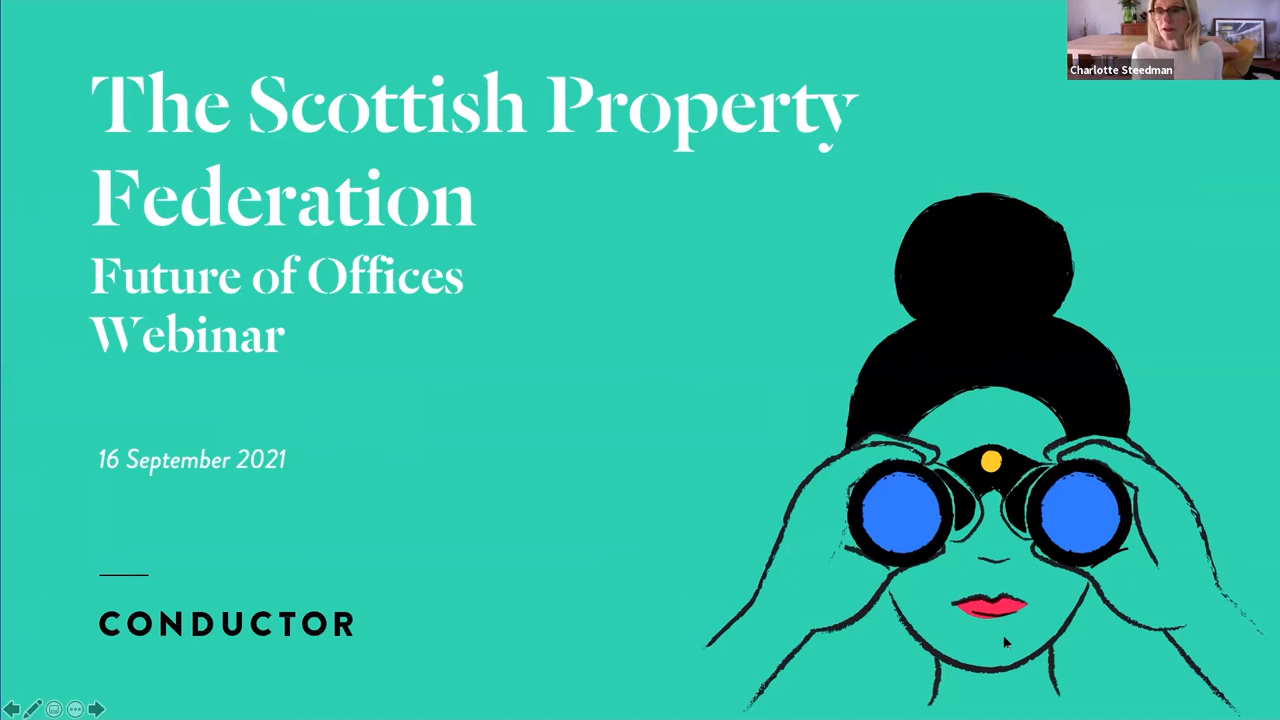 The Scottish Property
Federation
Future of Offices
Webinar
16 September 2021
CONDUCTOR
Charlotte Steedman